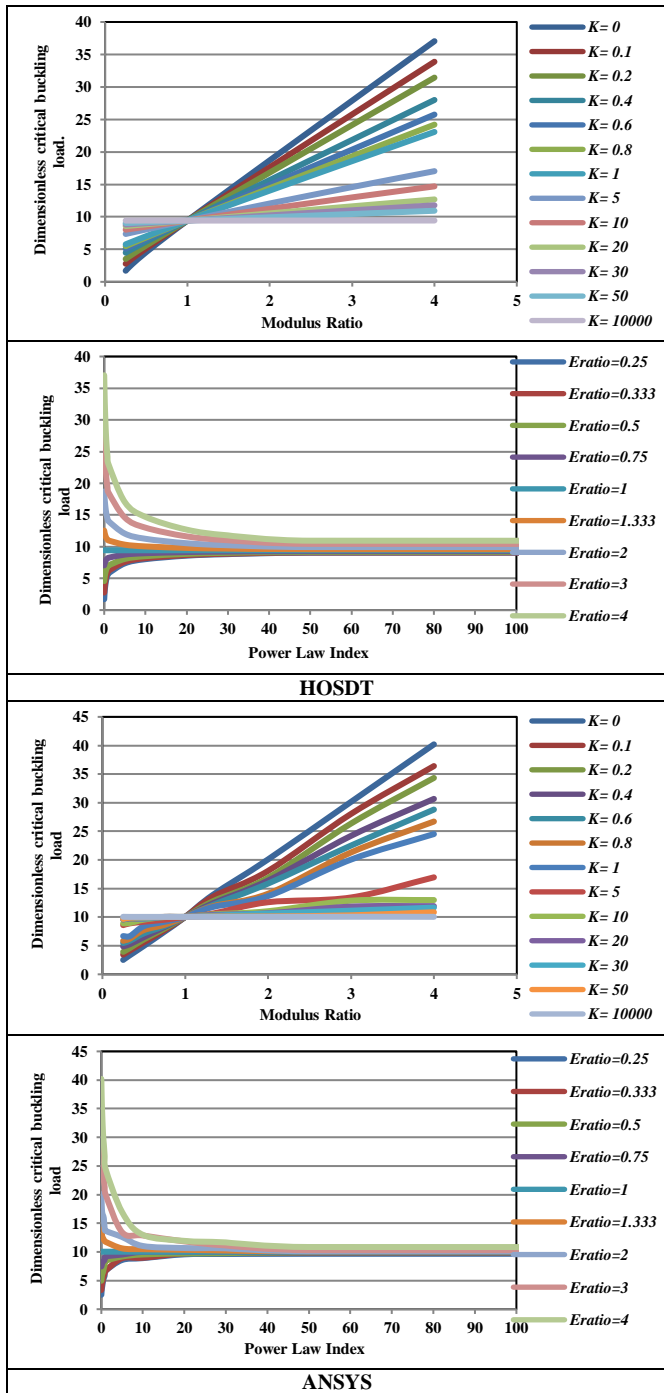 Dimensionless critical buckling
load.
40
35
30
25
20
15
10
5
0
0 1 2 3 4 5
Modulus Ratio
K= 0
K= 0.1
K= 0.2
K= 0.4
K= 0.6
K= 0.8
K= 1
K= 5
K= 10
K= 20
K= 30
K= 50
K= 10000
Dimensionless critical buckling
load
40
35
30
25
20
15
10
5
0
0 10 20 30 40 50 60 70 80 90 100
Power Law Index
Eratio=0.25
Eratio=0.333
Eratio=0.5
Eratio=0.75
Eratio=1
Eratio=1.333
Eratio=2
Eratio=3
Eratio=4
HOSDT
Dimensionless critical buckling
load
45
40
35
30
25
20
15
10
5
0
0 1 2 3 4 5
Modulus Ratio
K= 0
K= 0.1
K= 0.2
K= 0.4
K= 0.6
K= 0.8
K= 1
K= 5
K= 10
K= 20
K= 30
K= 50
K= 10000
Dimensionless critical buckling
load
45
40
35
30
25
20
15
10
5
0
0 10 20 30 40 50 60 70 80 90 100
Power Law Index
Eratio=0.25
Eratio=0.333
Eratio=0.5
Eratio=0.75
Eratio=1
Eratio=1.333
Eratio=2
Eratio=3
Eratio=4
ANSYS